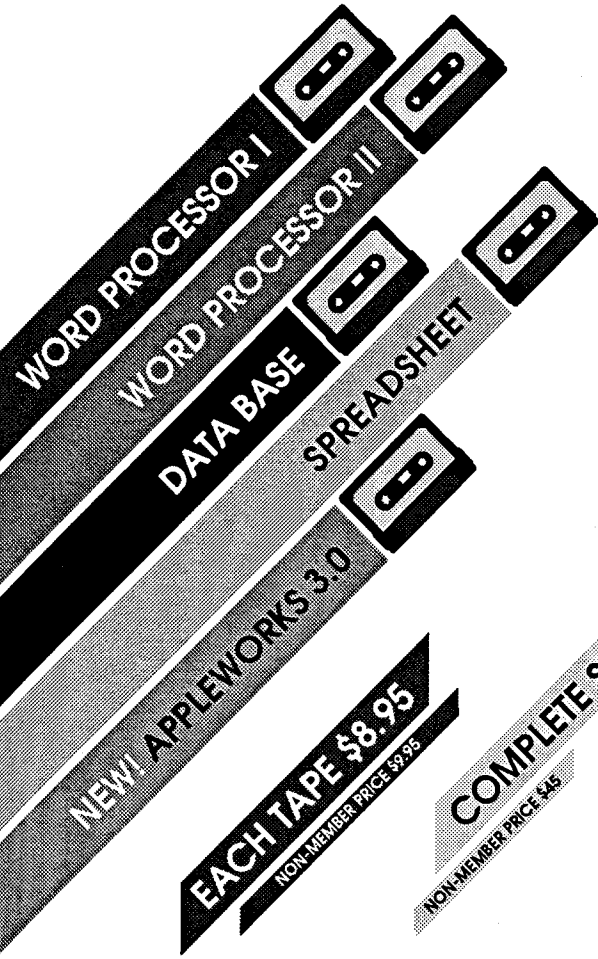 WORD PROCESSOR I
WORD PROCESSOR II
DATA BASE
SPREADSHEET
NEW! APPLEWORKS 3.0
EACH TAPE $8.95
NON-MEMBER PRICE $9.95
COMPLETE
NON-MEMBER PRICE $45